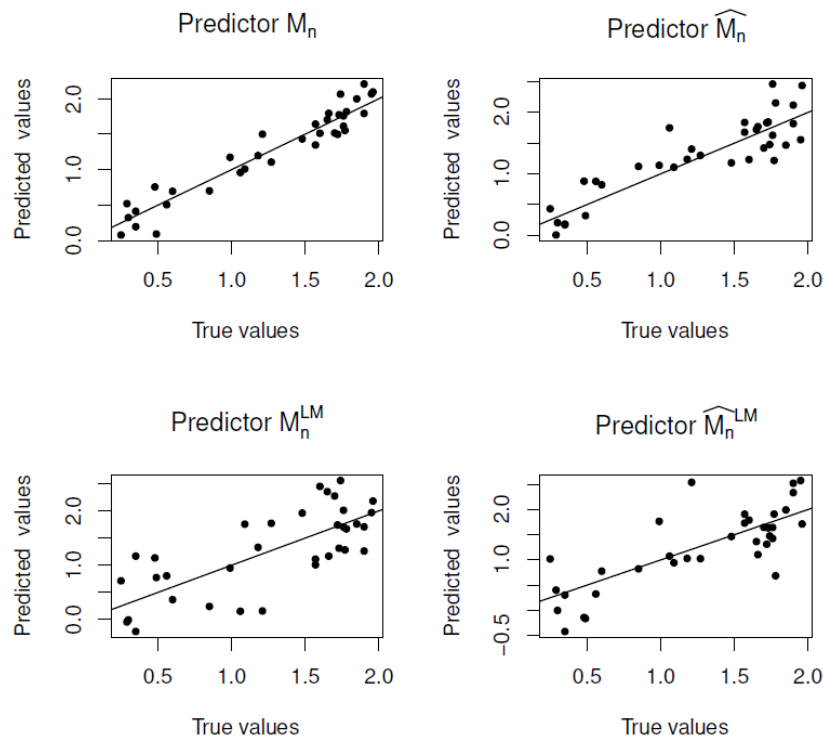 Predictor Mₙ
Predicted values
0.0 1.0 2.0
0.5 1.0 1.5 2.0
True values
Predictor M̂ₙ
Predicted values
0.0 1.0 2.0
0.5 1.0 1.5 2.0
True values
Predictor Mₙᴸᴹ
Predicted values
0.0 1.0 2.0
0.5 1.0 1.5 2.0
True values
Predictor M̂ₙᴸᴹ
Predicted values
−0.5 1.0 2.0
0.5 1.0 1.5 2.0
True values